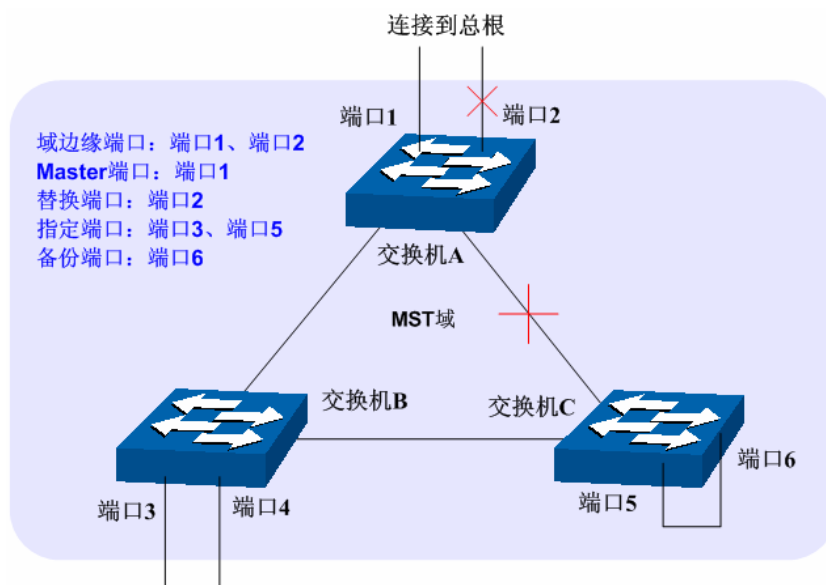 连接到总根
端口1
端口2
域边缘端口：端口1、端口2
Master端口：端口1
替换端口：端口2
指定端口：端口3、端口5
备份端口：端口6
交换机A
MST域
交换机B
交换机C
端口3
端口4
端口5
端口6